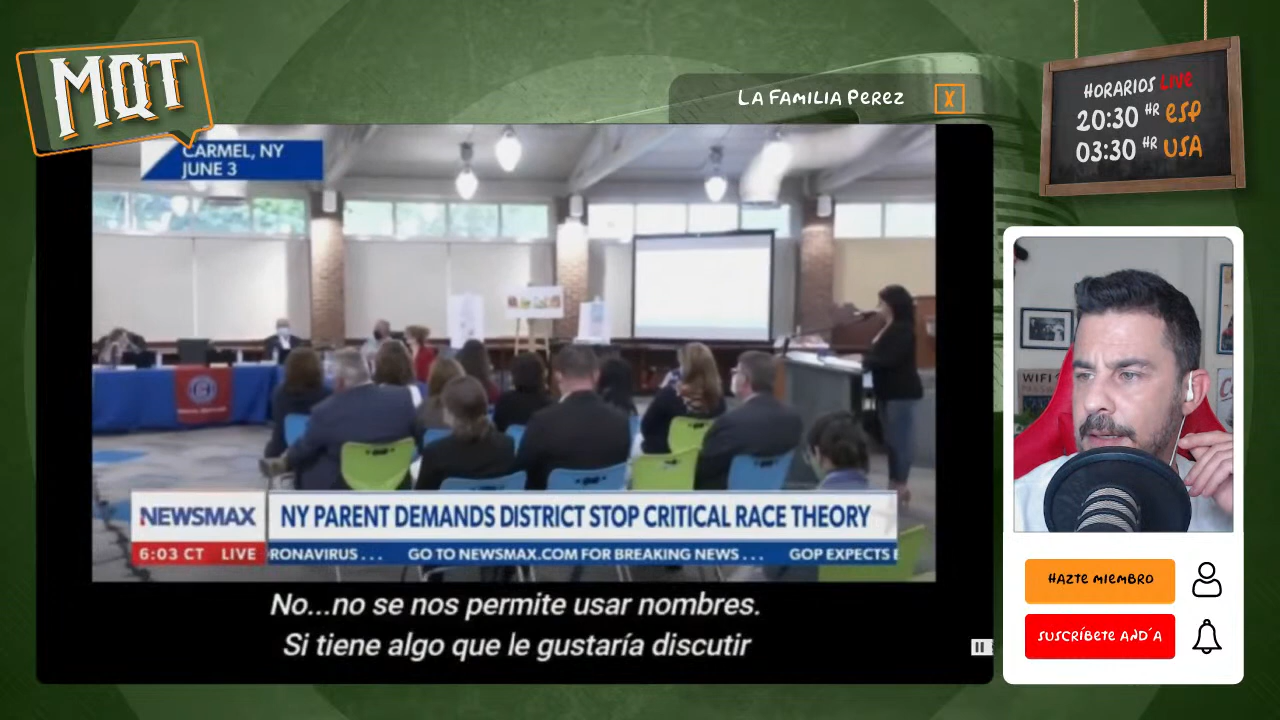 MQT
LA FAMILIA PEREZ
X
HORARIOS LIVE
20:30 HR ESP
03:30 HR USA
CARMEL, NY
JUNE 3
NEWSMAX
NY PARENT DEMANDS DISTRICT STOP CRITICAL RACE THEORY
6:03 CT LIVE
RONAVIRUS . . . GO TO NEWSMAX.COM FOR BREAKING NEWS . . . GOP EXPECTS
No...no se nos permite usar nombres.
Si tiene algo que le gustaría discutir
WIFI
HAZTE MIEMBRO
SUSCRÍBETE AND´A